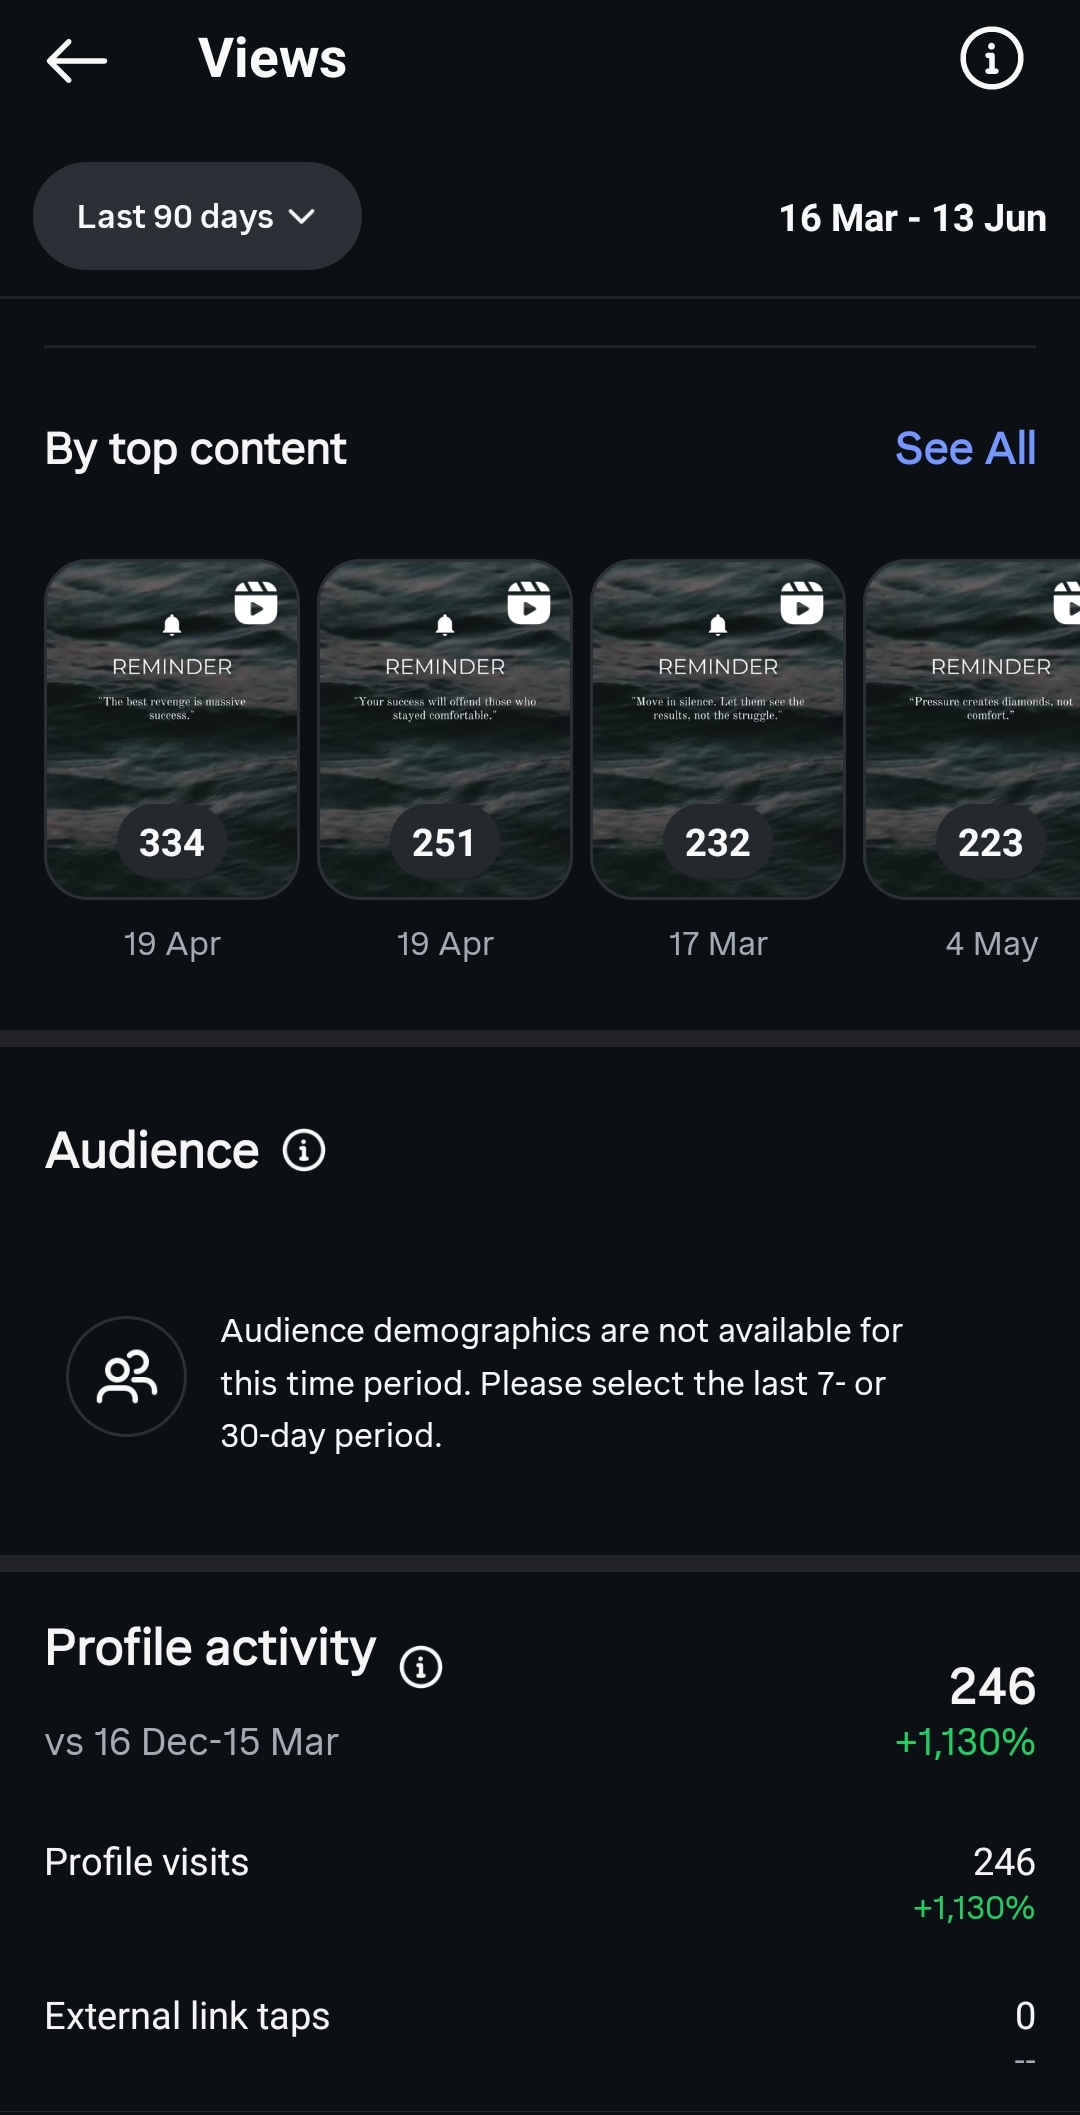 Views
Last 90 days
16 Mar - 13 Jun
By top content
See All
REMINDER
"The best revenge is massive
success."
334
19 Apr
REMINDER
"Your success will offend those who
stayed comfortable."
251
19 Apr
REMINDER
"Move in silence. Let them see the
results, not the struggle."
232
17 Mar
REMINDER
“Pressure creates diamonds, not
comfort.”
223
4 May
Audience
Audience demographics are not available for
this time period. Please select the last 7- or
30-day period.
Profile activity
246
vs 16 Dec-15 Mar
+1,130%
Profile visits
246
+1,130%
External link taps
0
--